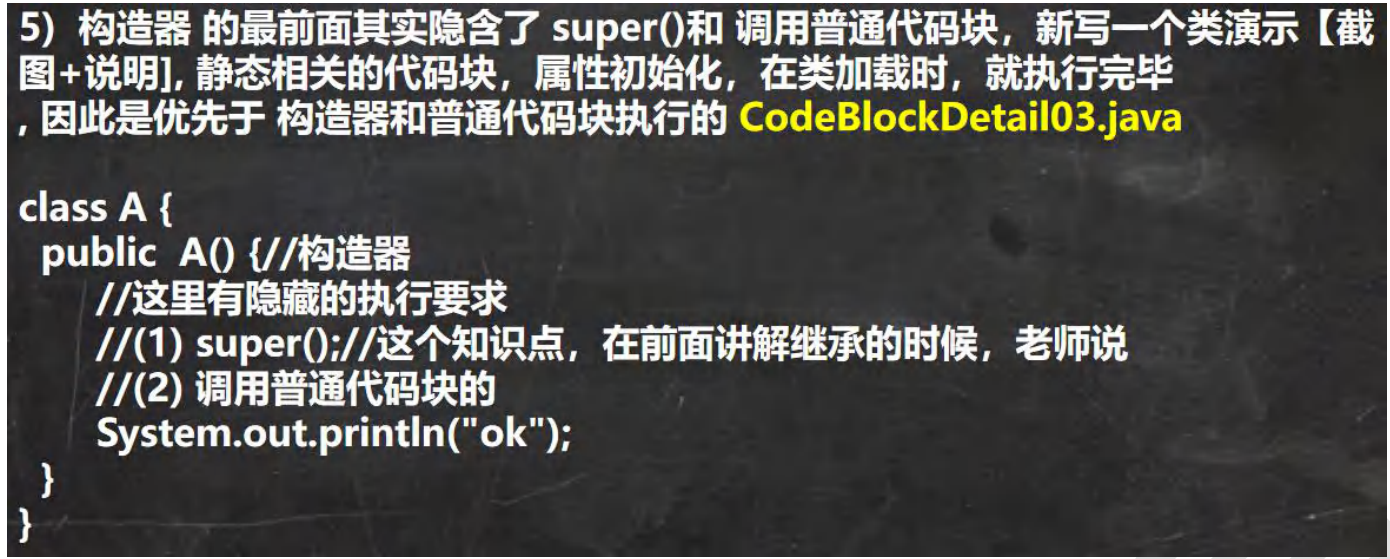 5）构造器 的最前面其实隐含了 super()和 调用普通代码块，新写一个类演示【截
图+说明], 静态相关的代码块，属性初始化，在类加载时，就执行完毕
, 因此是优先于 构造器和普通代码块执行的 CodeBlockDetail03.java
class A {
public  A() {//构造器
//这里有隐藏的执行要求
//(1) super();//这个知识点，在前面讲解继承的时候，老师说
//(2) 调用普通代码块的
System.out.println("ok");
}
}